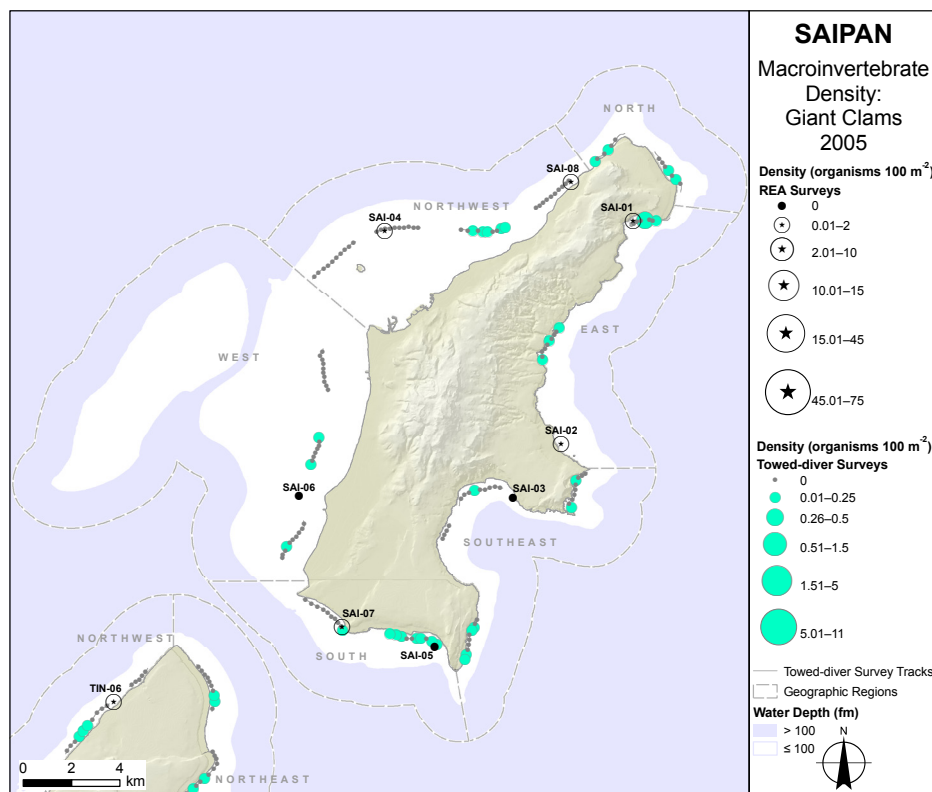 SAIPAN
Macroinvertebrate
Density:
Giant Clams
2005
Density (organisms 100 m⁻²)
REA Surveys
0
0.01–2
2.01–10
10.01–15
15.01–45
45.01–75
Density (organisms 100 m⁻²)
Towed-diver Surveys
0
0.01–0.25
0.26–0.5
0.51–1.5
1.51–5
5.01–11
Towed-diver Survey Tracks
Geographic Regions
Water Depth (fm)
> 100
≤ 100
N
NORTH
SAI-08
SAI-01
NORTHWEST
SAI-04
EAST
WEST
SAI-02
SAI-06
SAI-03
SOUTHEAST
SAI-07
SOUTH
SAI-05
NORTHWEST
TIN-06
NORTHEAST
0 2 4
km